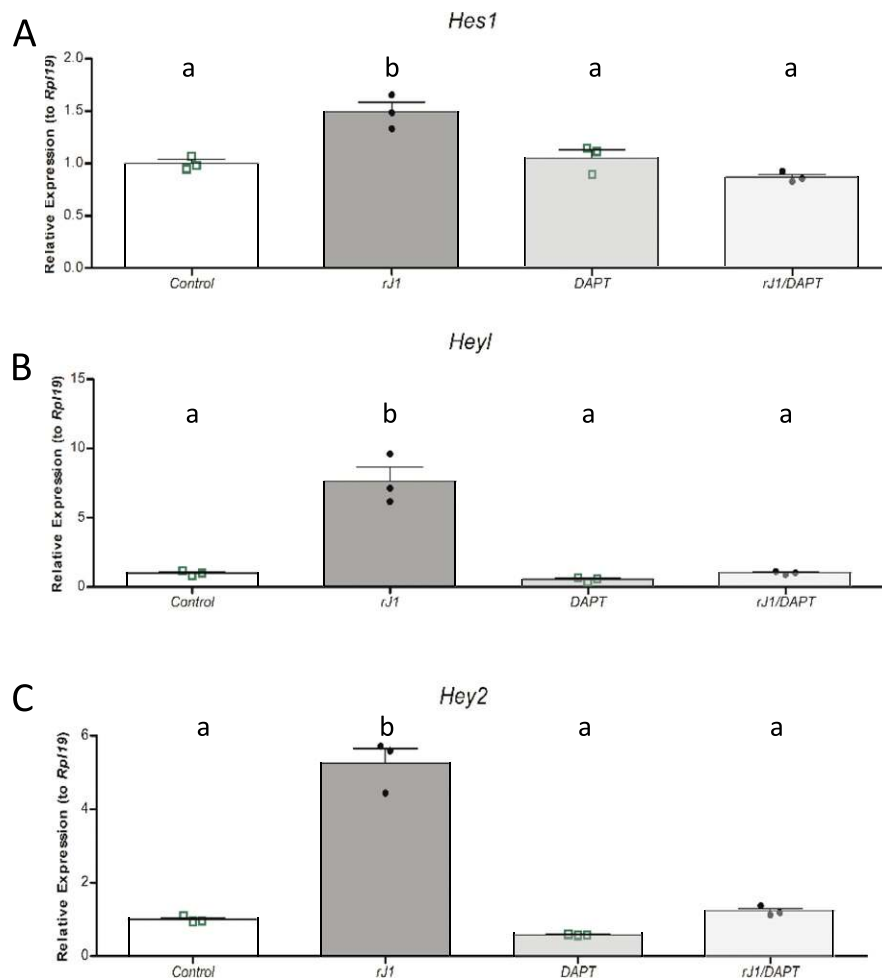 A
Hes1
Relative Expression (to Rpl19)
2.0
1.5
1.0
0.5
0.0
a b a a
Control rJ1 DAPT rJ1/DAPT
B
Heyl
Relative Expression (to Rpl19)
15
10
5
0
a b a a
Control rJ1 DAPT rJ1/DAPT
C
Hey2
Relative Expression (to Rpl19)
6
4
2
0
a b a a
Control rJ1 DAPT rJ1/DAPT